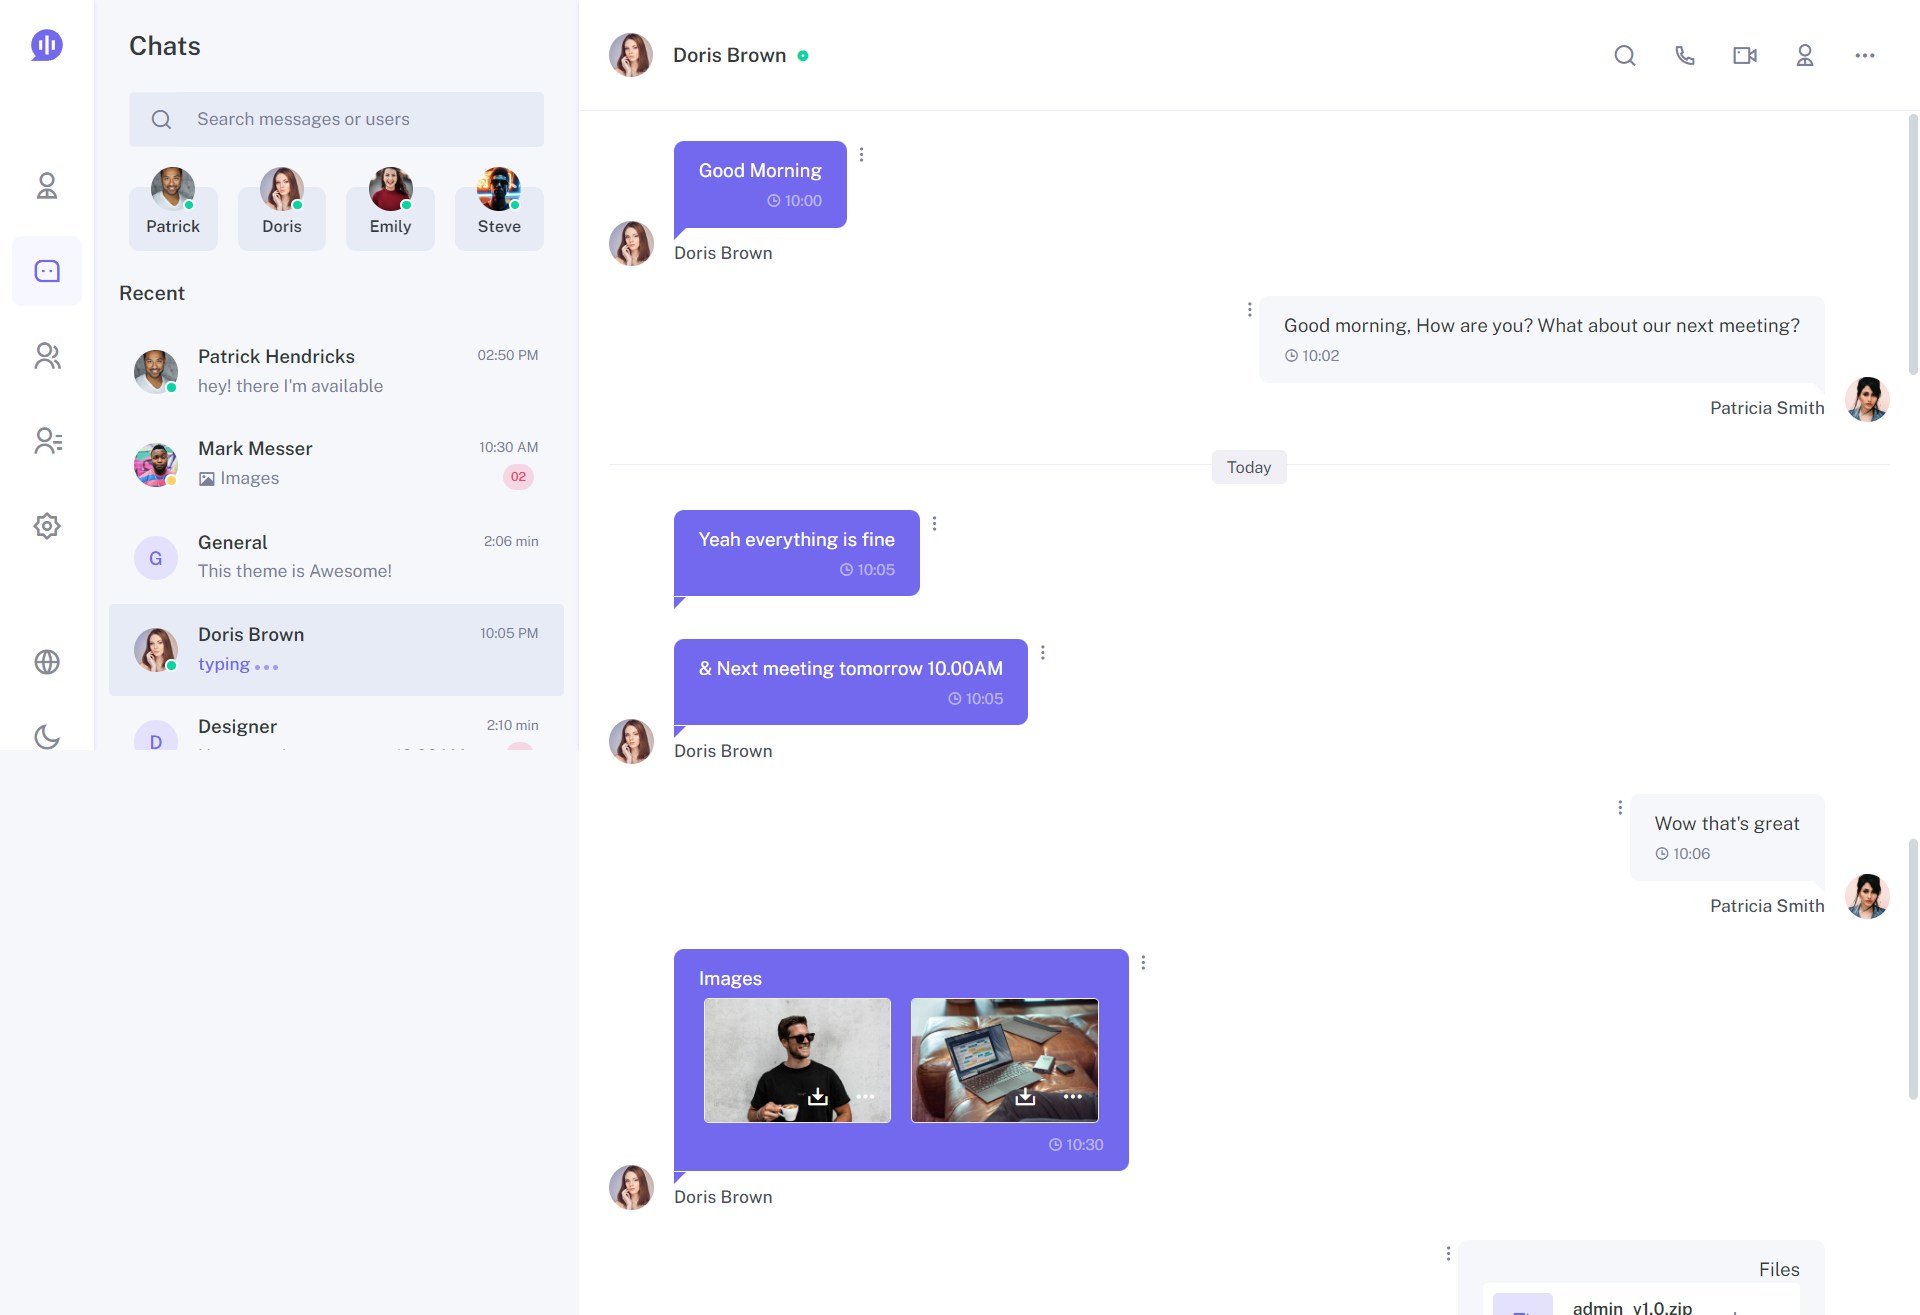 Chats
Search messages or users
Patrick
Doris
Emily
Steve
Recent
Patrick Hendricks
02:50 PM
hey! there I'm available
Mark Messer
10:30 AM
Images
02
General
2:06 min
G
This theme is Awesome!
Doris Brown
10:05 PM
typing
Designer
2:10 min
D
Doris Brown
Good Morning
10:00
Doris Brown
Good morning, How are you? What about our next meeting?
10:02
Patricia Smith
Today
Yeah everything is fine
10:05
& Next meeting tomorrow 10.00AM
10:05
Doris Brown
Wow that's great
10:06
Patricia Smith
Images
10:30
Doris Brown
Files
admin_v1.0.zip